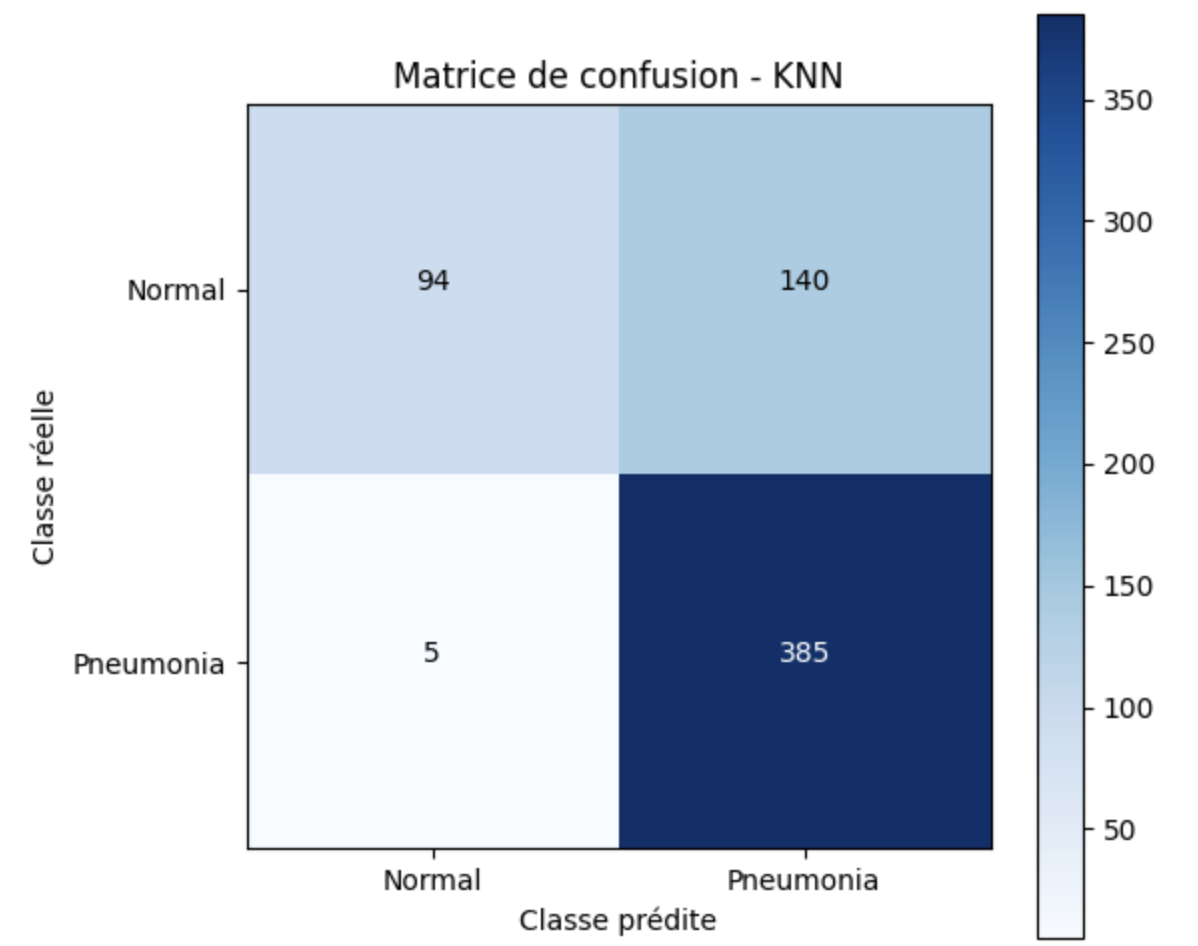 Matrice de confusion - KNN
Classe réelle
Normal
94
140
Pneumonia
5
385
Normal
Pneumonia
Classe prédite
350
300
250
200
150
100
50